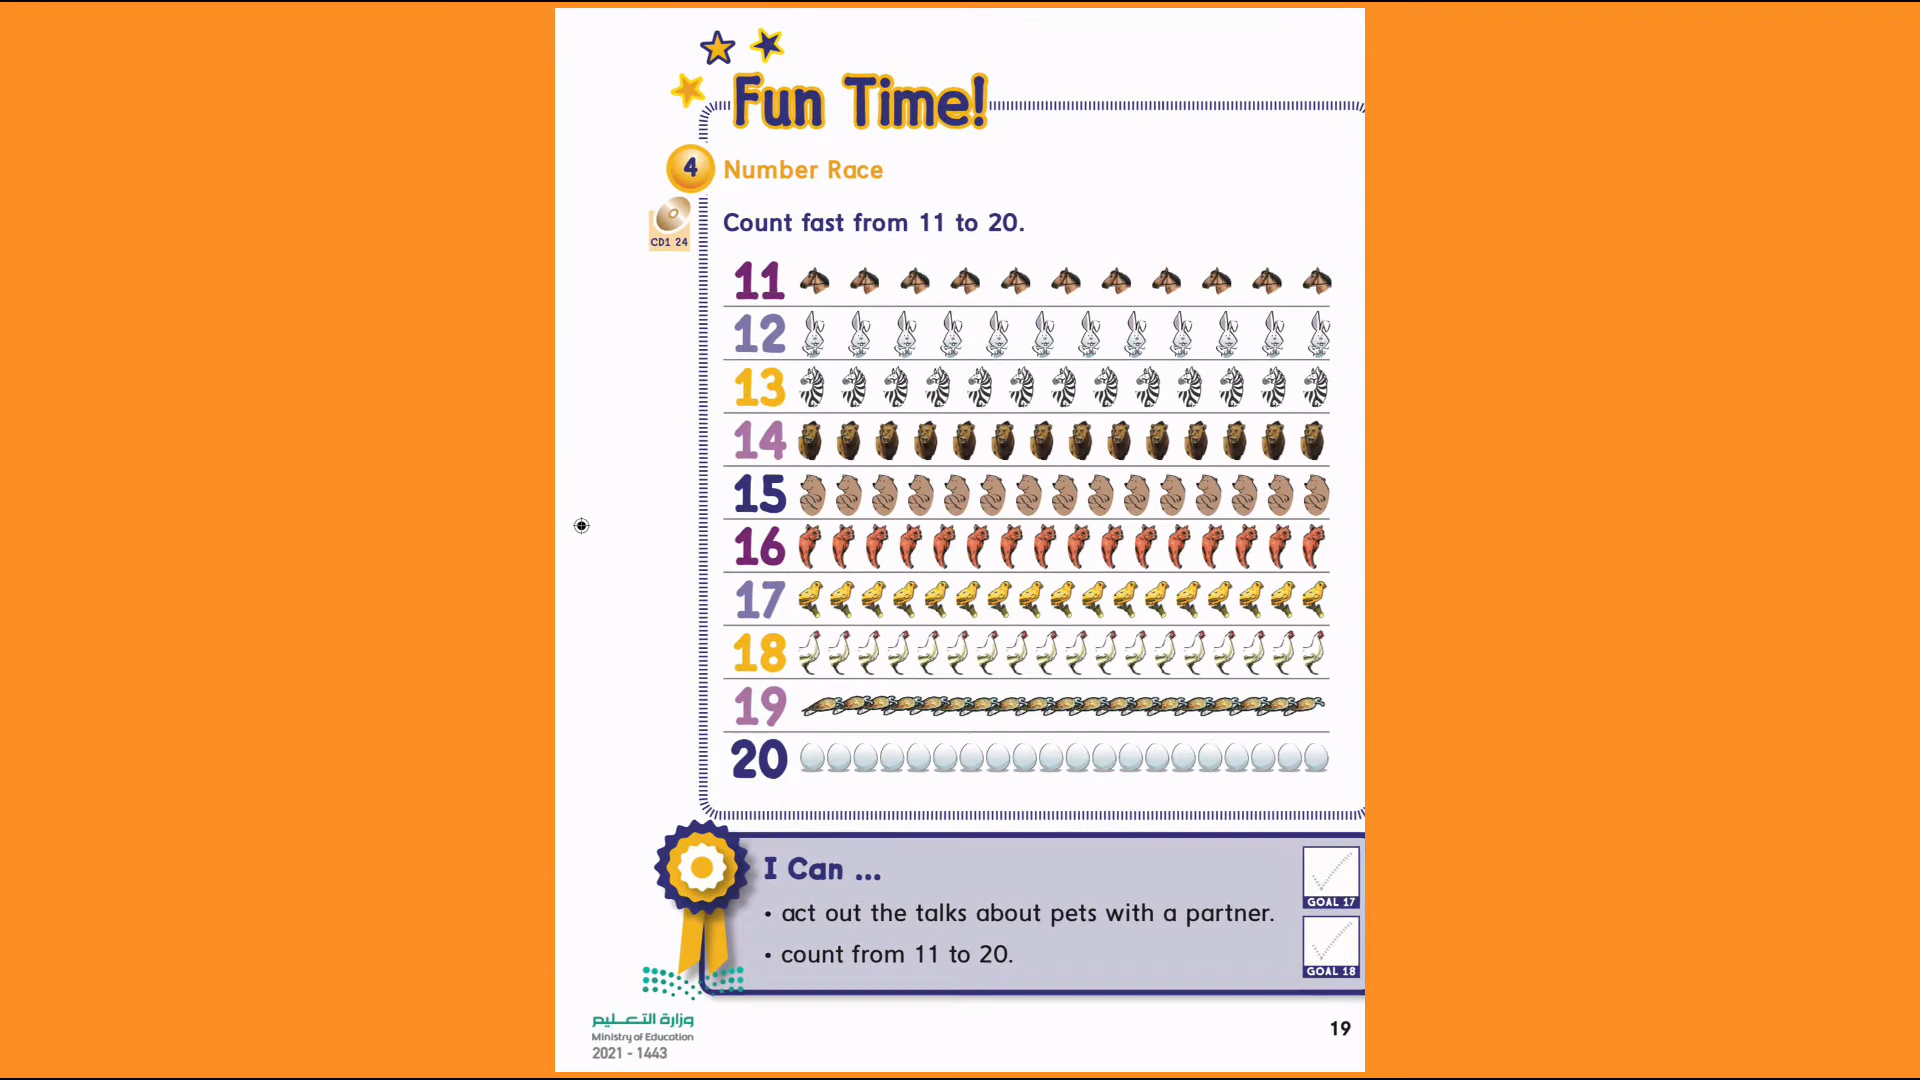 Fun Time!
4 Number Race
CD1 24
Count fast from 11 to 20.
11
12
13
14
15
16
17
18
19
20
I Can ...
• act out the talks about pets with a partner.
GOAL 17
• count from 11 to 20.
GOAL 18
وزارة التعليم
Ministry of Education
2021 - 1443
19